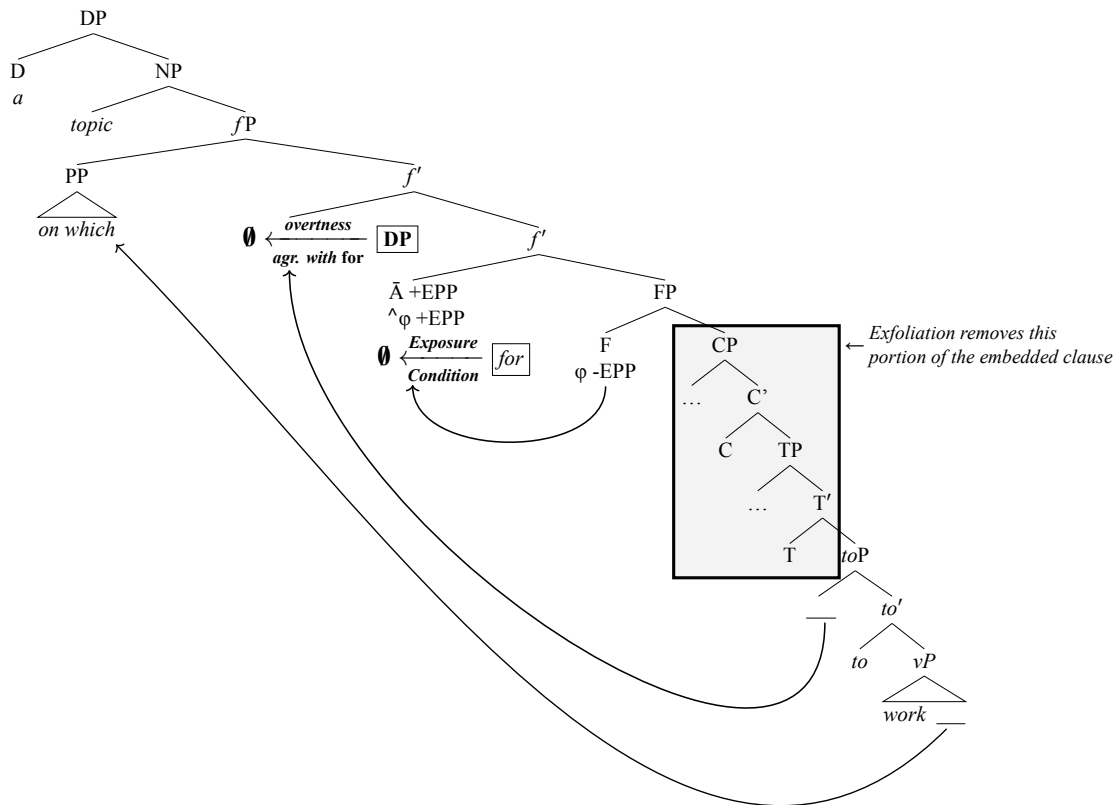 DP
D NP
a
topic fP
PP f′
on which ∅ ← overtness DP
agr. with for
f′
Ā +EPP FP
^φ +EPP
∅ ← Exposure for
Condition
F CP
φ -EPP
← Exfoliation removes this
portion of the embedded clause
… C’
C TP
… T′
T toP
__ to′
to vP
work __